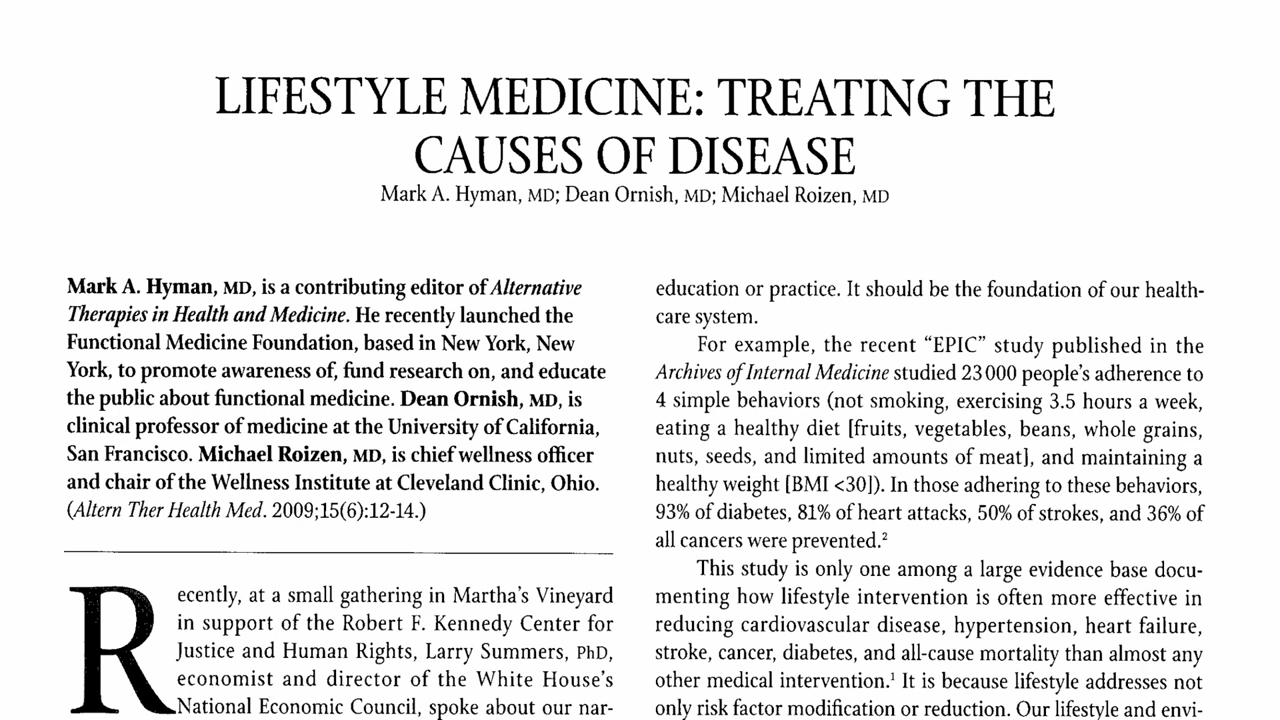 LIFESTYLE MEDICINE: TREATING THE
CAUSES OF DISEASE
Mark A. Hyman, MD; Dean Ornish, MD; Michael Roizen, MD
Mark A. Hyman, MD, is a contributing editor of Alternative
Therapies in Health and Medicine. He recently launched the
Functional Medicine Foundation, based in New York, New
York, to promote awareness of, fund research on, and educate
the public about functional medicine. Dean Ornish, MD, is
clinical professor of medicine at the University of California,
San Francisco. Michael Roizen, MD, is chief wellness officer
and chair of the Wellness Institute at Cleveland Clinic, Ohio.
(Altern Ther Health Med. 2009;15(6):12-14.)
Recently, at a small gathering in Martha's Vineyard
in support of the Robert F. Kennedy Center for
Justice and Human Rights, Larry Summers, PhD,
economist and director of the White House's
National Economic Council, spoke about our nar-
education or practice. It should be the foundation of our health-
care system.
For example, the recent “EPIC” study published in the
Archives of Internal Medicine studied 23 000 people's adherence to
4 simple behaviors (not smoking, exercising 3.5 hours a week,
eating a healthy diet [fruits, vegetables, beans, whole grains,
nuts, seeds, and limited amounts of meat], and maintaining a
healthy weight [BMI <30]). In those adhering to these behaviors,
93% of diabetes, 81% of heart attacks, 50% of strokes, and 36% of
all cancers were prevented.²
This study is only one among a large evidence base docu-
menting how lifestyle intervention is often more effective in
reducing cardiovascular disease, hypertension, heart failure,
stroke, cancer, diabetes, and all-cause mortality than almost any
other medical intervention.¹ It is because lifestyle addresses not
only risk factor modification or reduction. Our lifestyle and envi-